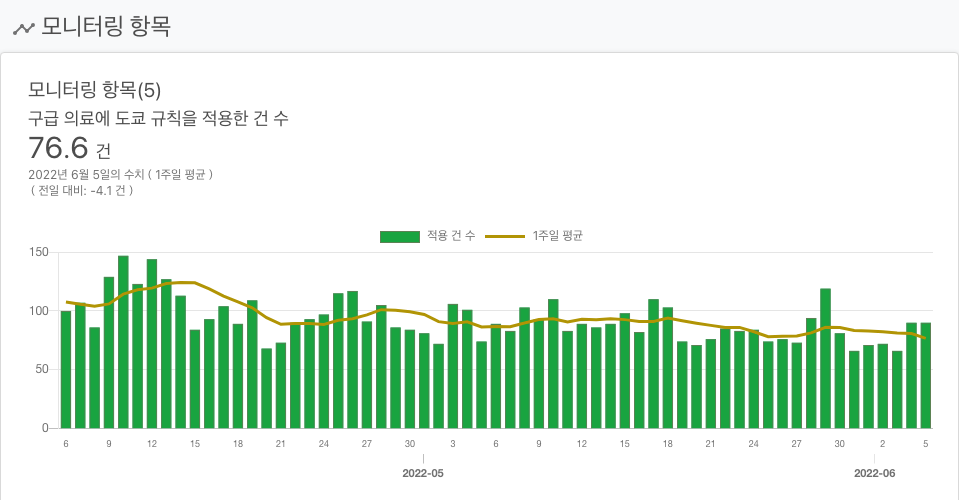 모니터링 항목
모니터링 항목(5)
구급 의료에 도쿄 규칙을 적용한 건 수
76.6 건
2022년 6월 5일의 수치 ( 1주일 평균 )
( 전일 대비: -4.1 건 )
적용 건 수 1주일 평균
150
100
50
0
6 9 12 15 18 21 24 27 30 3 6 9 12 15 18 21 24 27 30 2 5
2022-05 2022-06